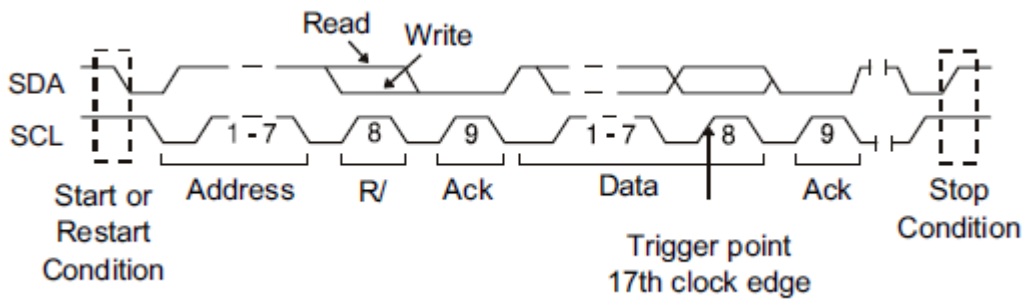 Read
Write
SDA
SCL
1 - 7
8
9
1 - 7
8
9
Address
R/
Ack
Data
Ack
Start or
Restart
Condition
Stop
Condition
Trigger point
17th clock edge